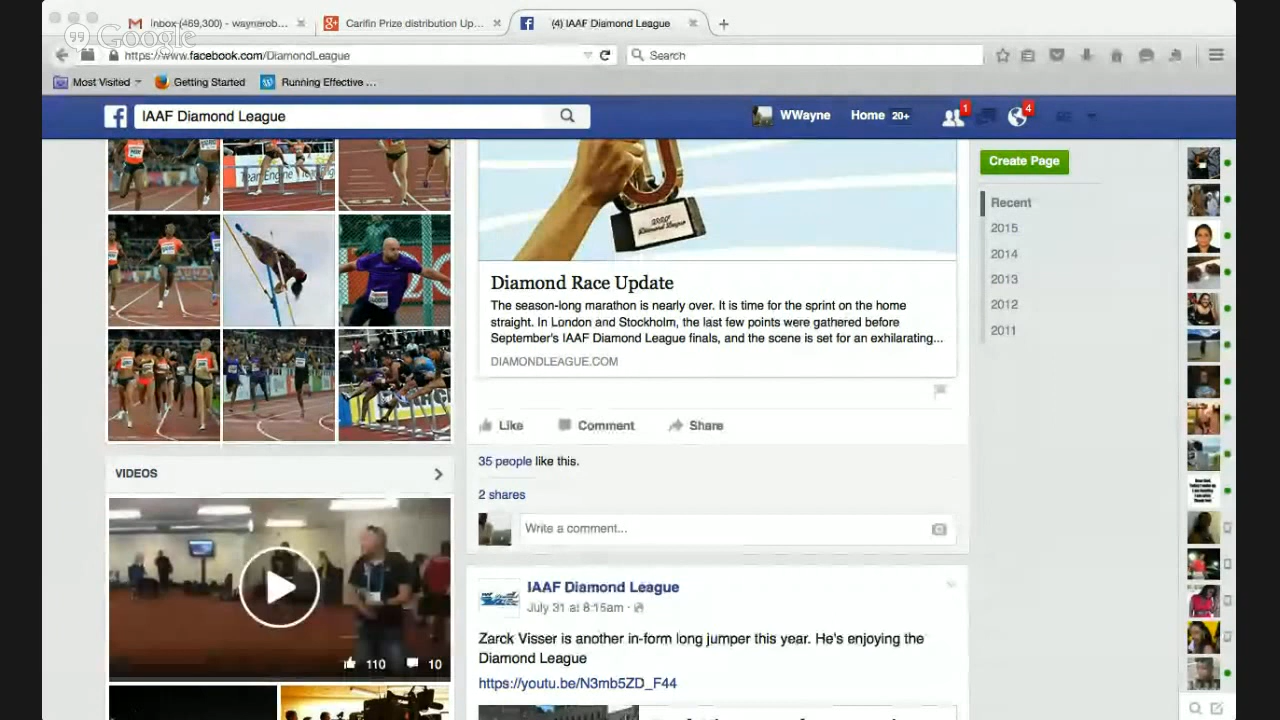 Inbox (469,300) - waynerob...
Carifin Prize distribution Up...
(4) IAAF Diamond League
Google
https://www.facebook.com/DiamondLeague
Search
Most Visited
Getting Started
Running Effective ...
IAAF Diamond League
WWayne
Home 20+
1
4
Create Page
Recent
2015
2014
2013
2012
2011
Diamond Race Update
The season-long marathon is nearly over. It is time for the sprint on the home
straight. In London and Stockholm, the last few points were gathered before
September's IAAF Diamond League finals, and the scene is set for an exhilarating...
DIAMONDLEAGUE.COM
Like Comment Share
35 people like this.
2 shares
Write a comment...
VIDEOS
110 10
IAAF Diamond League
July 31 at 8:15am
Zarck Visser is another in-form long jumper this year. He's enjoying the
Diamond League
https://youtu.be/N3mb5ZD_F44